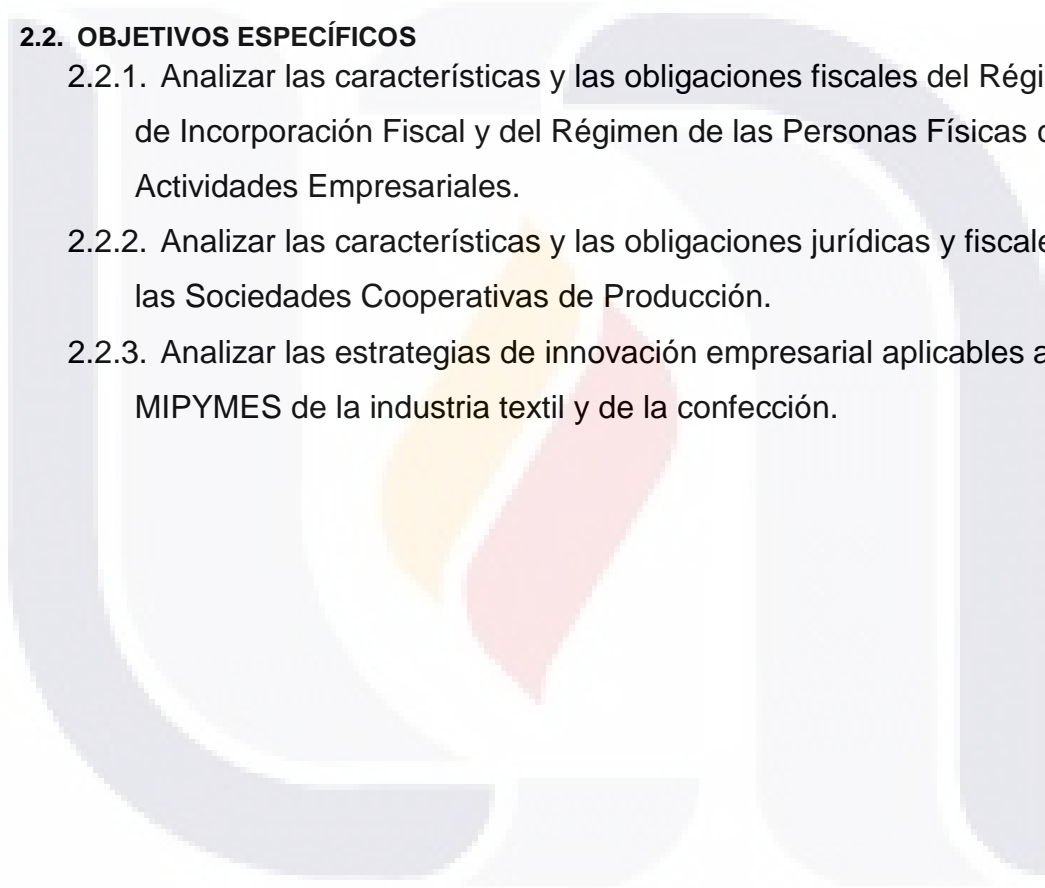 2.2. OBJETIVOS ESPECÍFICOS
2.2.1. Analizar las características y las obligaciones fiscales del Régi
de Incorporación Fiscal y del Régimen de las Personas Físicas
Actividades Empresariales.
2.2.2. Analizar las características y las obligaciones jurídicas y fiscale
las Sociedades Cooperativas de Producción.
2.2.3. Analizar las estrategias de innovación empresarial aplicables a
MIPYMES de la industria textil y de la confección.